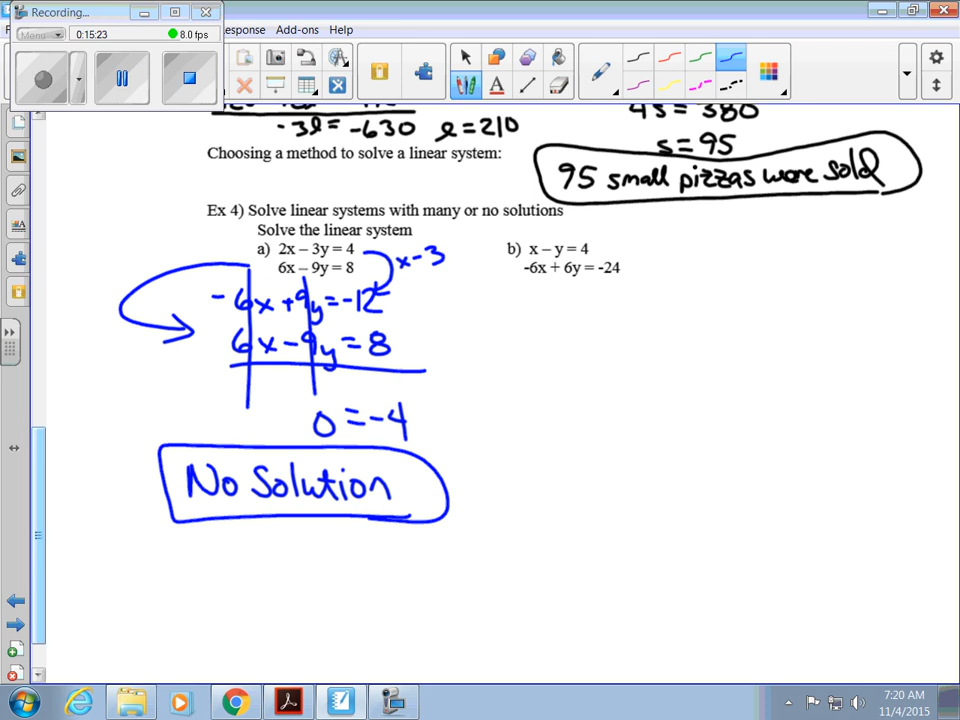 Recording...
Menu
0:15:23
8.0 fps
esponse Add-ons Help
-3l = -630 l = 210
4s = 380
s = 95
95 small pizzas were sold
Choosing a method to solve a linear system:
Ex 4) Solve linear systems with many or no solutions
Solve the linear system
a) 2x – 3y = 4
6x – 9y = 8
x-3
-6x + 9y = -12
6x - 9y = 8
0 = -4
No Solution
b) x – y = 4
-6x + 6y = -24
7:20 AM
11/4/2015